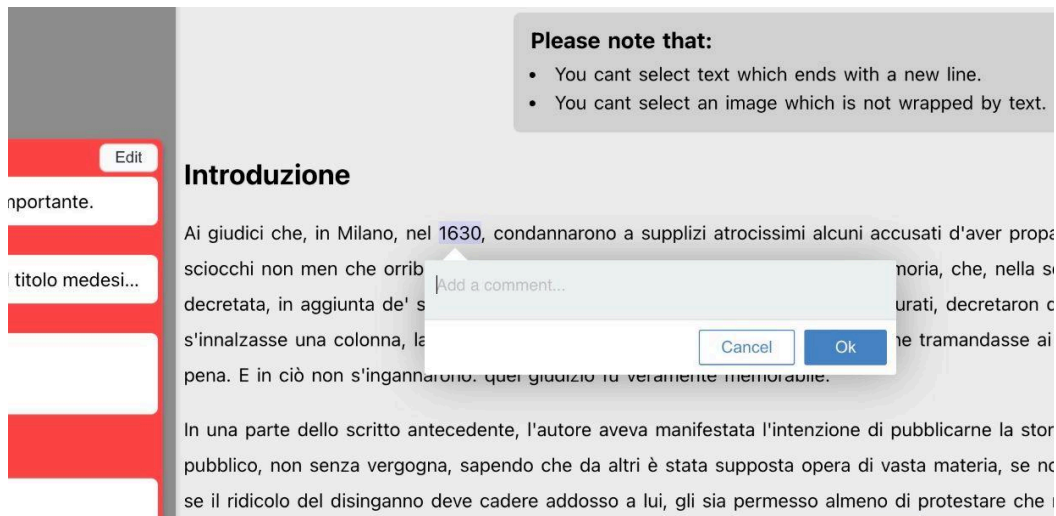 Please note that:
• You cant select text which ends with a new line.
• You cant select an image which is not wrapped by text.
Edit
mportante.
titolo medesi...
Introduzione
Ai giudici che, in Milano, nel 1630, condannarono a supplizi atrocissimi alcuni accusati d'aver propa
sciocchi non men che orrib moria, che, nella s
decretata, in aggiunta de' s urati, decretaron
s'innalzasse una colonna, la ne tramandasse ai
pena. E in ciò non s'ingannarono: quel giudizio fu veramente memorabile.
Add a comment...
Cancel
Ok
In una parte dello scritto antecedente, l'autore aveva manifestata l'intenzione di pubblicarne la stor
pubblico, non senza vergogna, sapendo che da altri è stata supposta opera di vasta materia, se no
se il ridicolo del disinganno deve cadere addosso a lui, gli sia permesso almeno di protestare che